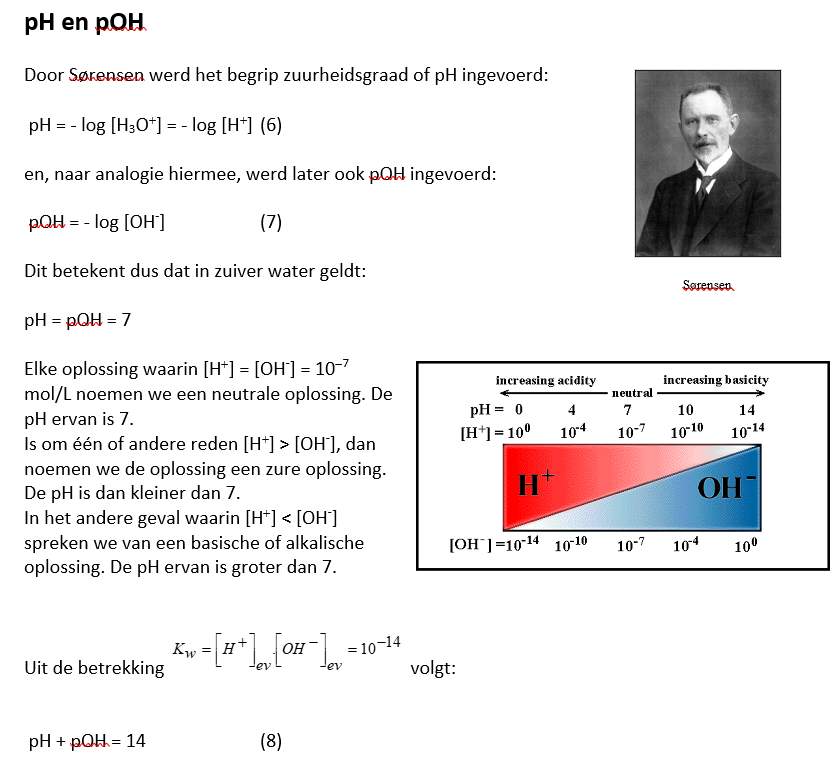 pH en pOH
Door Sørensen werd het begrip zuurheidsgraad of pH ingevoerd:
pH = - log [H₃O⁺] = - log [H⁺] (6)
en, naar analogie hiermee, werd later ook pOH ingevoerd:
pOH = - log [OH⁻] (7)
Sørensen
Dit betekent dus dat in zuiver water geldt:
pH = pOH = 7
Elke oplossing waarin [H⁺] = [OH⁻] = 10⁻⁷
mol/L noemen we een neutrale oplossing. De
pH ervan is 7.
Is om één of andere reden [H⁺] > [OH⁻], dan
noemen we de oplossing een zure oplossing.
De pH is dan kleiner dan 7.
In het andere geval waarin [H⁺] < [OH⁻]
spreken we van een basische of alkalische
oplossing. De pH ervan is groter dan 7.
increasing acidity neutral increasing basicity
pH = 0 4 7 10 14
[H⁺] = 10⁰ 10⁻⁴ 10⁻⁷ 10⁻¹⁰ 10⁻¹⁴
H⁺ OH⁻
[OH⁻] =10⁻¹⁴ 10⁻¹⁰ 10⁻⁷ 10⁻⁴ 10⁰
Uit de betrekking K_w = [H⁺]_ev [OH⁻]_ev = 10⁻¹⁴ volgt:
pH + pOH = 14 (8)